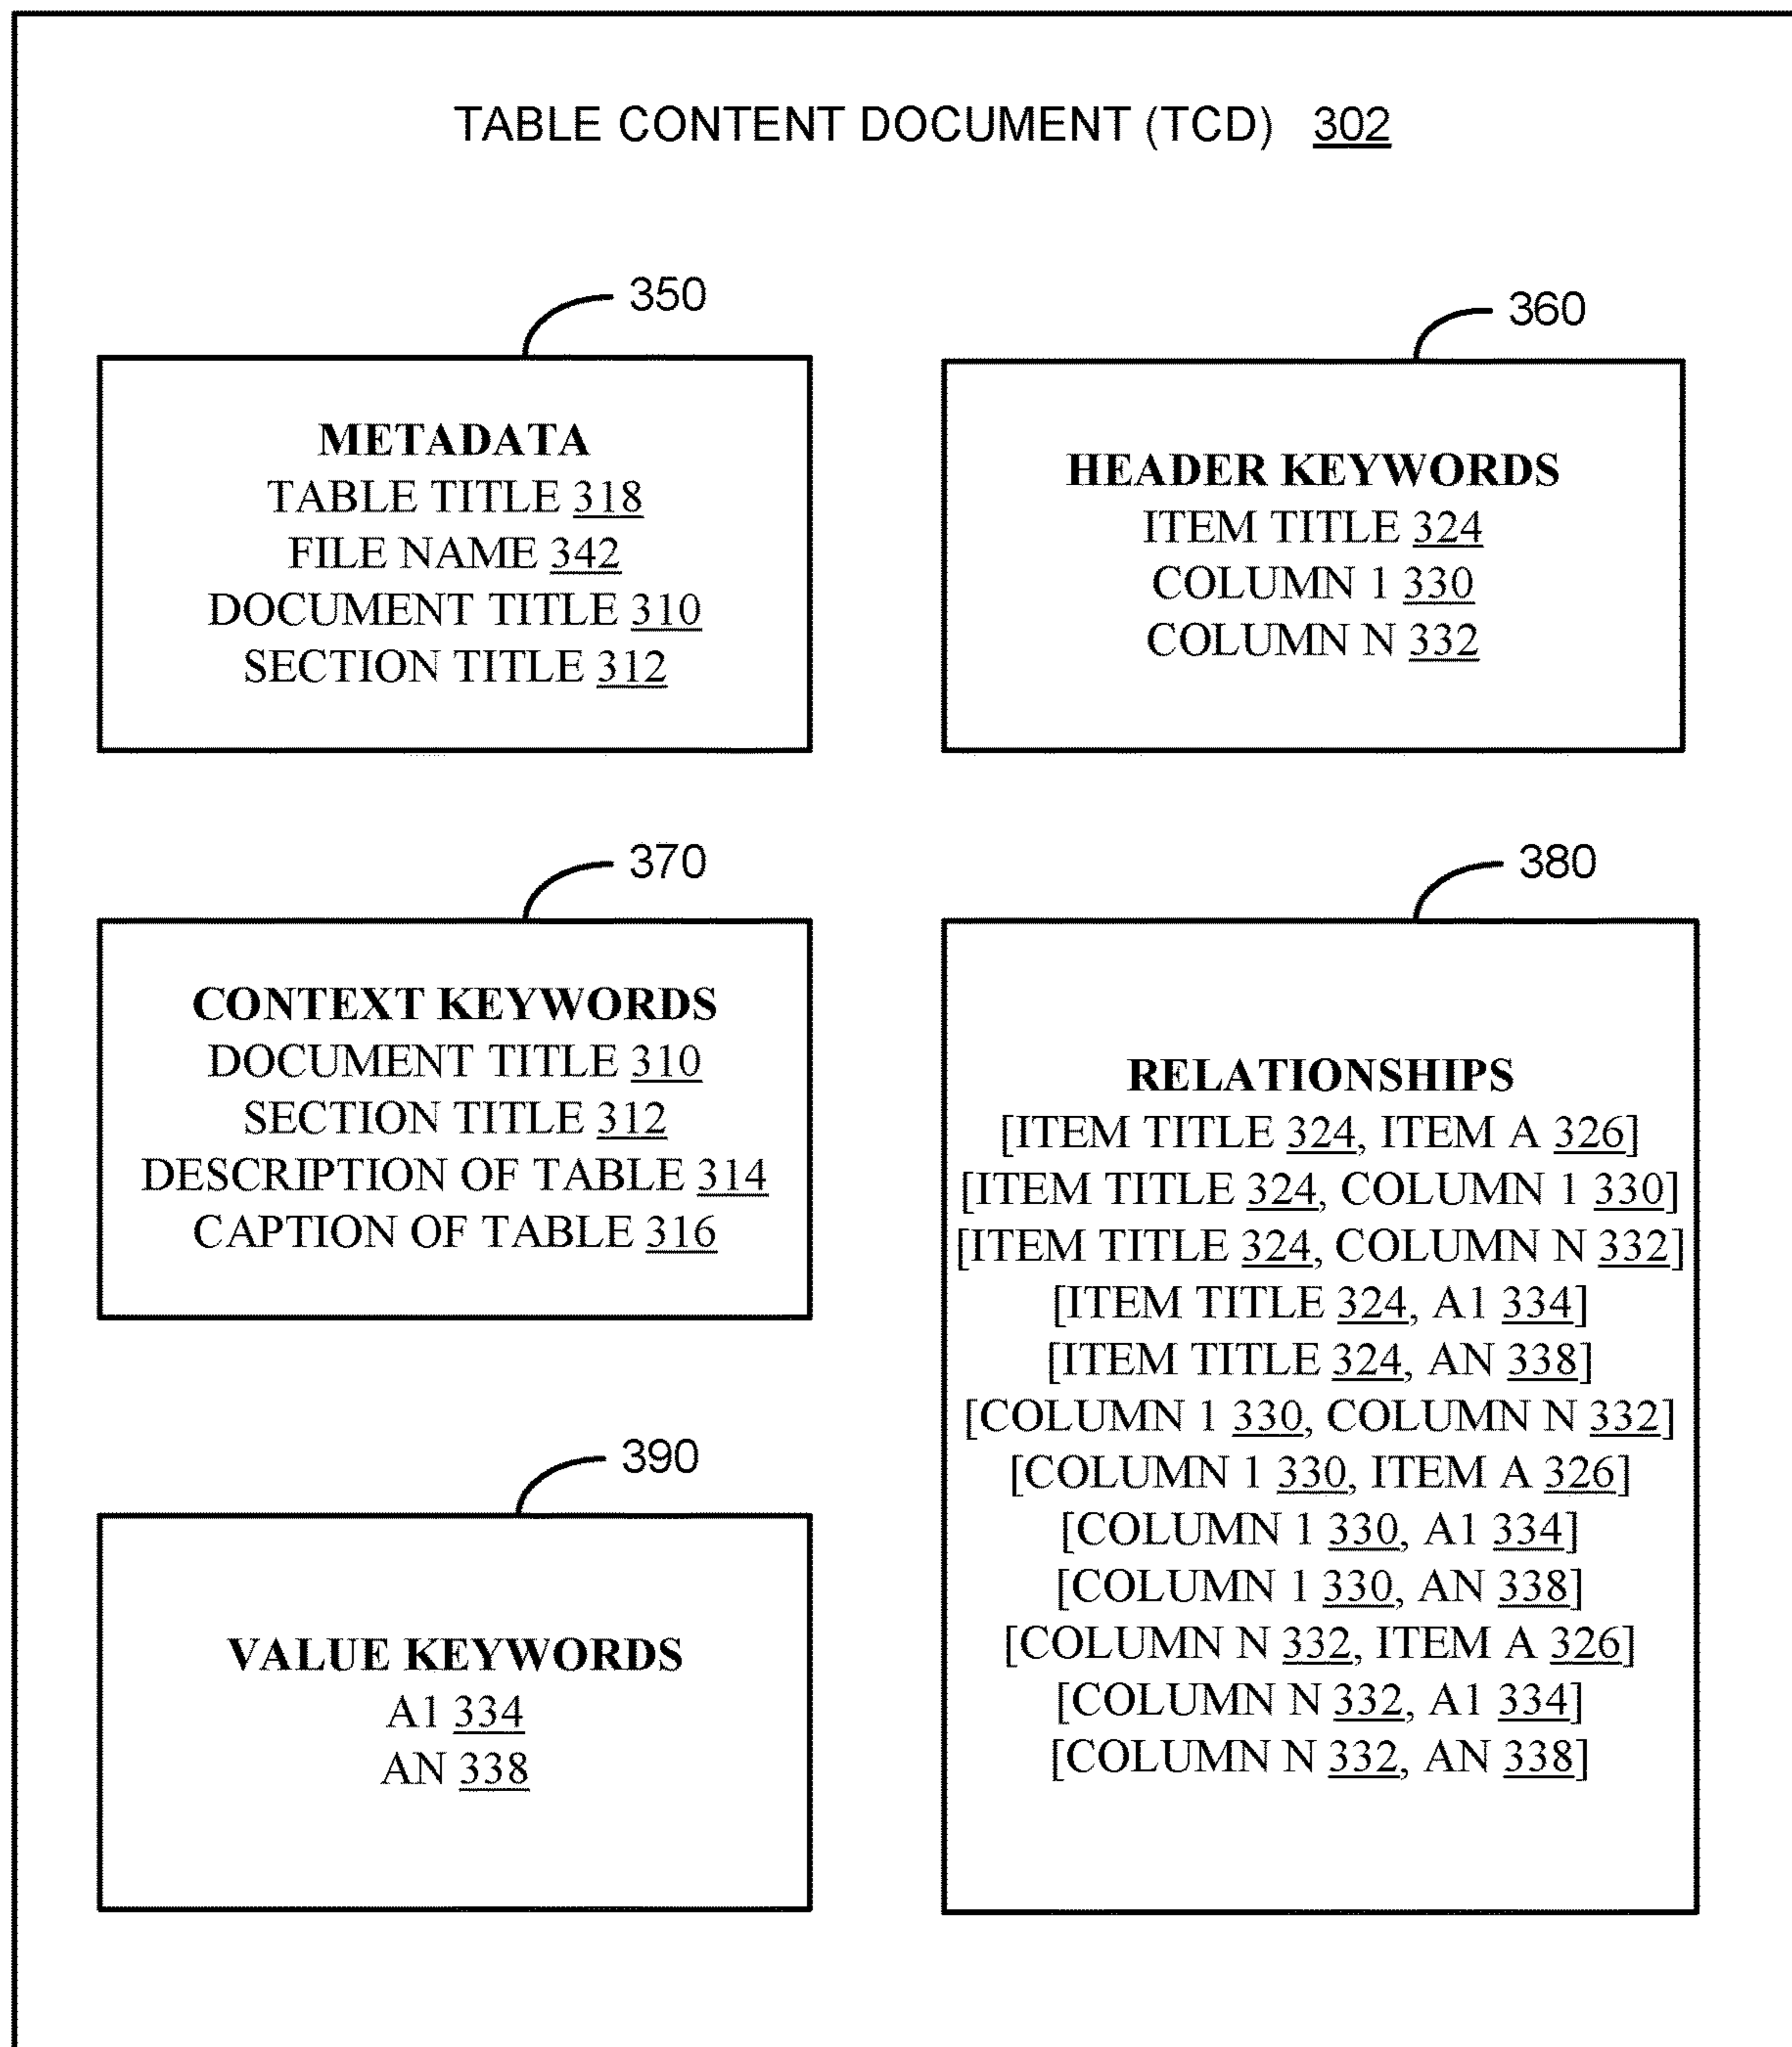 TABLE CONTENT DOCUMENT (TCD) 302
350
METADATA
TABLE TITLE 318
FILE NAME 342
DOCUMENT TITLE 310
SECTION TITLE 312
360
HEADER KEYWORDS
ITEM TITLE 324
COLUMN 1 330
COLUMN N 332
370
CONTEXT KEYWORDS
DOCUMENT TITLE 310
SECTION TITLE 312
DESCRIPTION OF TABLE 314
CAPTION OF TABLE 316
380
RELATIONSHIPS
[ITEM TITLE 324, ITEM A 326]
[ITEM TITLE 324, COLUMN 1 330]
[ITEM TITLE 324, COLUMN N 332]
[ITEM TITLE 324, A1 334]
[ITEM TITLE 324, AN 338]
[COLUMN 1 330, COLUMN N 332]
[COLUMN 1 330, ITEM A 326]
[COLUMN 1 330, A1 334]
[COLUMN 1 330, AN 338]
[COLUMN N 332, ITEM A 326]
[COLUMN N 332, A1 334]
[COLUMN N 332, AN 338]
390
VALUE KEYWORDS
A1 334
AN 338